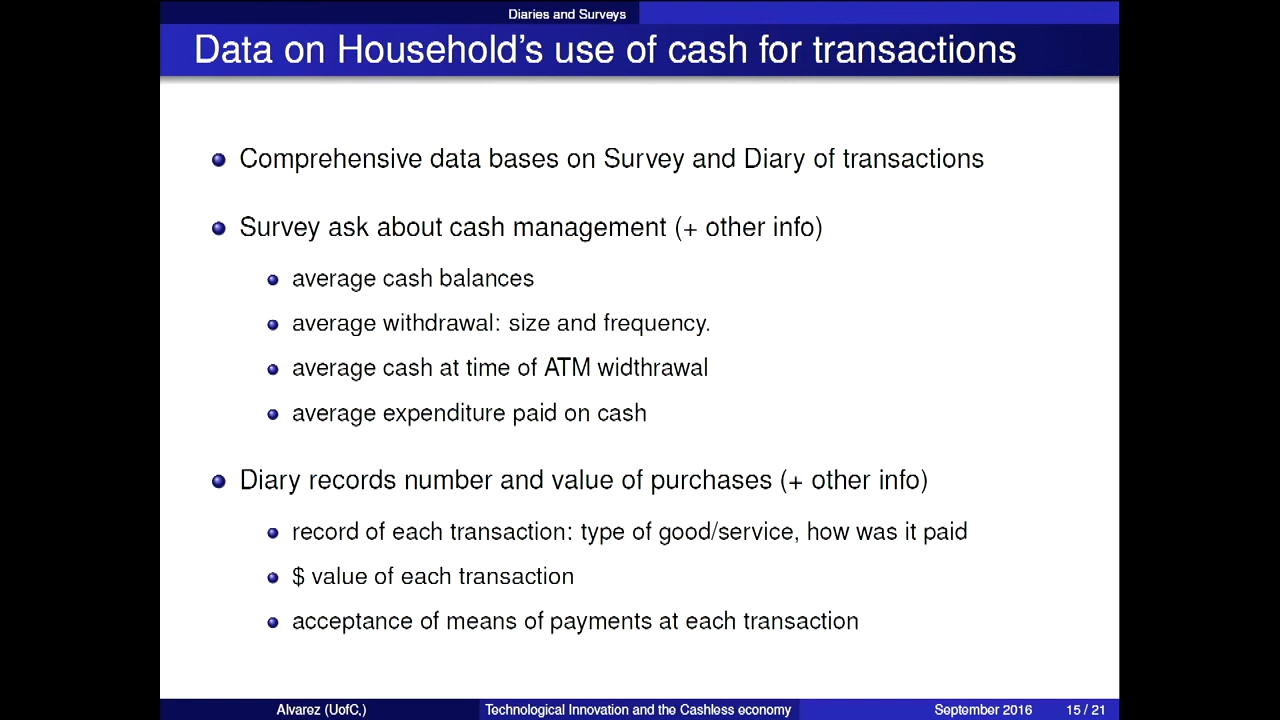 Diaries and Surveys
Data on Household's use of cash for transactions
Comprehensive data bases on Survey and Diary of transactions
Survey ask about cash management (+ other info)
average cash balances
average withdrawal: size and frequency.
average cash at time of ATM widthrawal
average expenditure paid on cash
Diary records number and value of purchases (+ other info)
record of each transaction: type of good/service, how was it paid
$ value of each transaction
acceptance of means of payments at each transaction
Alvarez (UofC,) Technological Innovation and the Cashless economy September 2016 15 / 21